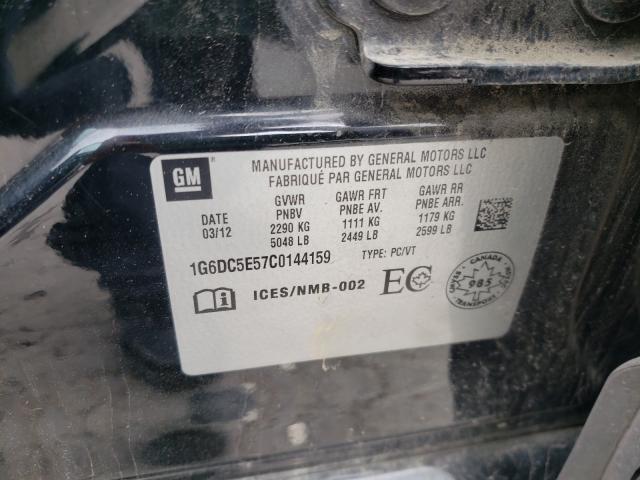 GM
MANUFACTURED BY GENERAL MOTORS LLC
FABRIQUÉ PAR GENERAL MOTORS LLC
DATE
03/12
GVWR
PNBV
2290 KG
5048 LB
GAWR FRT
PNBE AV.
1111 KG
2449 LB
GAWR RR
PNBE ARR.
1179 KG
2599 LB
1G6DC5E57C0144159
TYPE: PC/VT
ICES/NMB-002
EC
CANADA
985
TRANSPORT